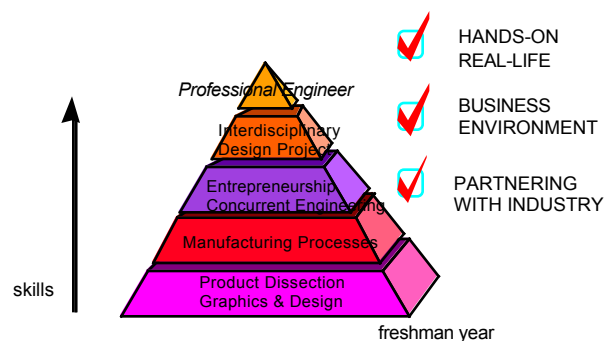 HANDS-ON
REAL-LIFE
Professional Engineer
BUSINESS
ENVIRONMENT
Interdisciplinary
Design Project
Entrepreneurship
Concurrent Engineering
PARTNERING
WITH INDUSTRY
Manufacturing Processes
Product Dissection
Graphics & Design
skills
freshman year